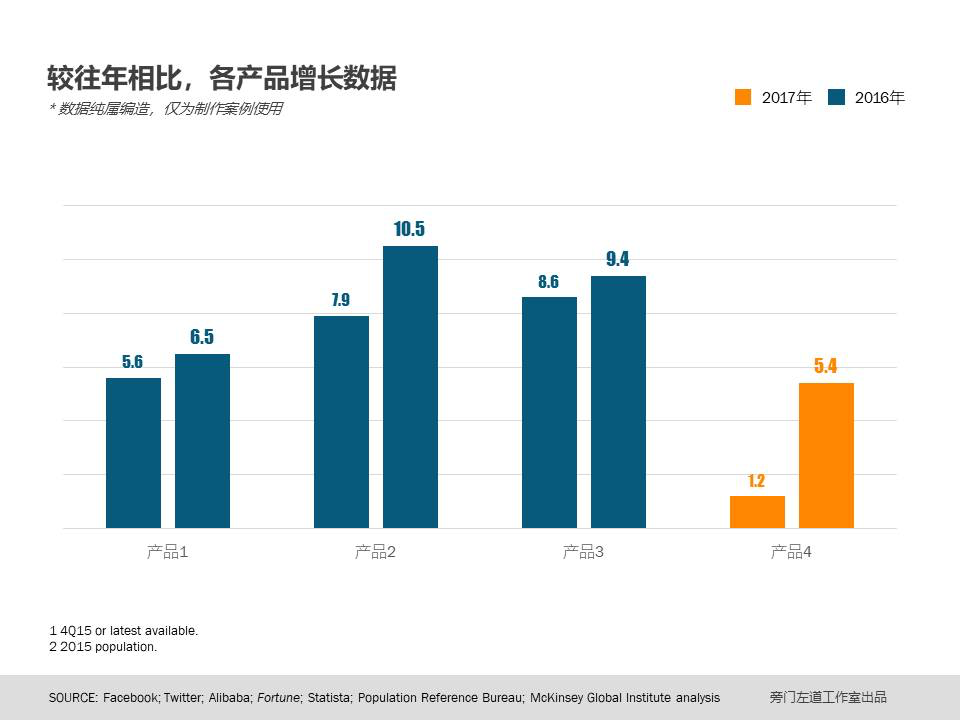 较往年相比，各产品增长数据
* 数据纯属编造，仅为制作案例使用
2017年 2016年
10.5
9.4
8.6
7.9
6.5
5.6
5.4
1.2
产品1 产品2 产品3 产品4
1 4Q15 or latest available.
2 2015 population.
SOURCE: Facebook; Twitter; Alibaba; Fortune; Statista; Population Reference Bureau; McKinsey Global Institute analysis 旁门左道工作室出品